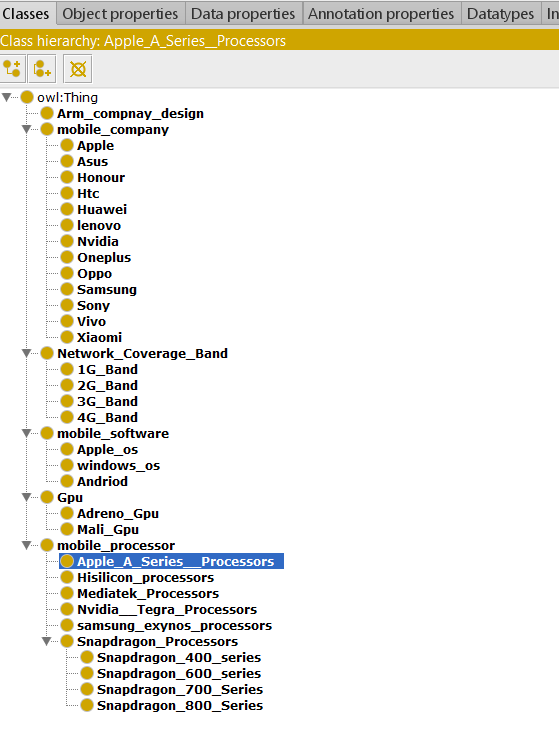 Classes Object properties Data properties Annotation properties Datatypes In
Class hierarchy: Apple_A_Series__Processors
owl:Thing
Arm_compnay_design
mobile_company
Apple
Asus
Honour
Htc
Huawei
lenovo
Nvidia
Oneplus
Oppo
Samsung
Sony
Vivo
Xiaomi
Network_Coverage_Band
1G_Band
2G_Band
3G_Band
4G_Band
mobile_software
Apple_os
windows_os
Andriod
Gpu
Adreno_Gpu
Mali_Gpu
mobile_processor
Apple_A_Series__Processors
Hisilicon_processors
Mediatek_Processors
Nvidia__Tegra_Processors
samsung_exynos_processors
Snapdragon_Processors
Snapdragon_400_series
Snapdragon_600_series
Snapdragon_700_Series
Snapdragon_800_Series